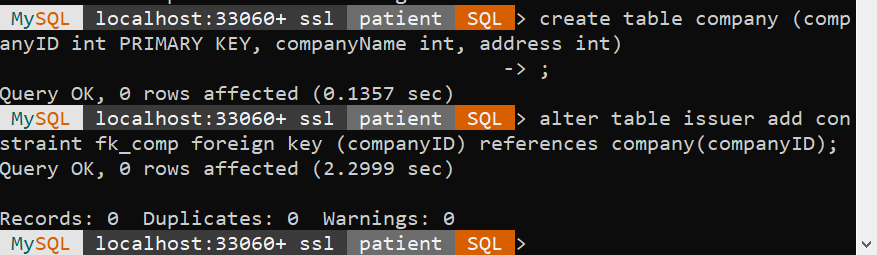 MySQL localhost:33060+ ssl patient SQL > create table company (comp
anyID int PRIMARY KEY, companyName int, address int)
-> ;
Query OK, 0 rows affected (0.1357 sec)
MySQL localhost:33060+ ssl patient SQL > alter table issuer add con
straint fk_comp foreign key (companyID) references company(companyID);
Query OK, 0 rows affected (2.2999 sec)
Records: 0 Duplicates: 0 Warnings: 0
MySQL localhost:33060+ ssl patient SQL >